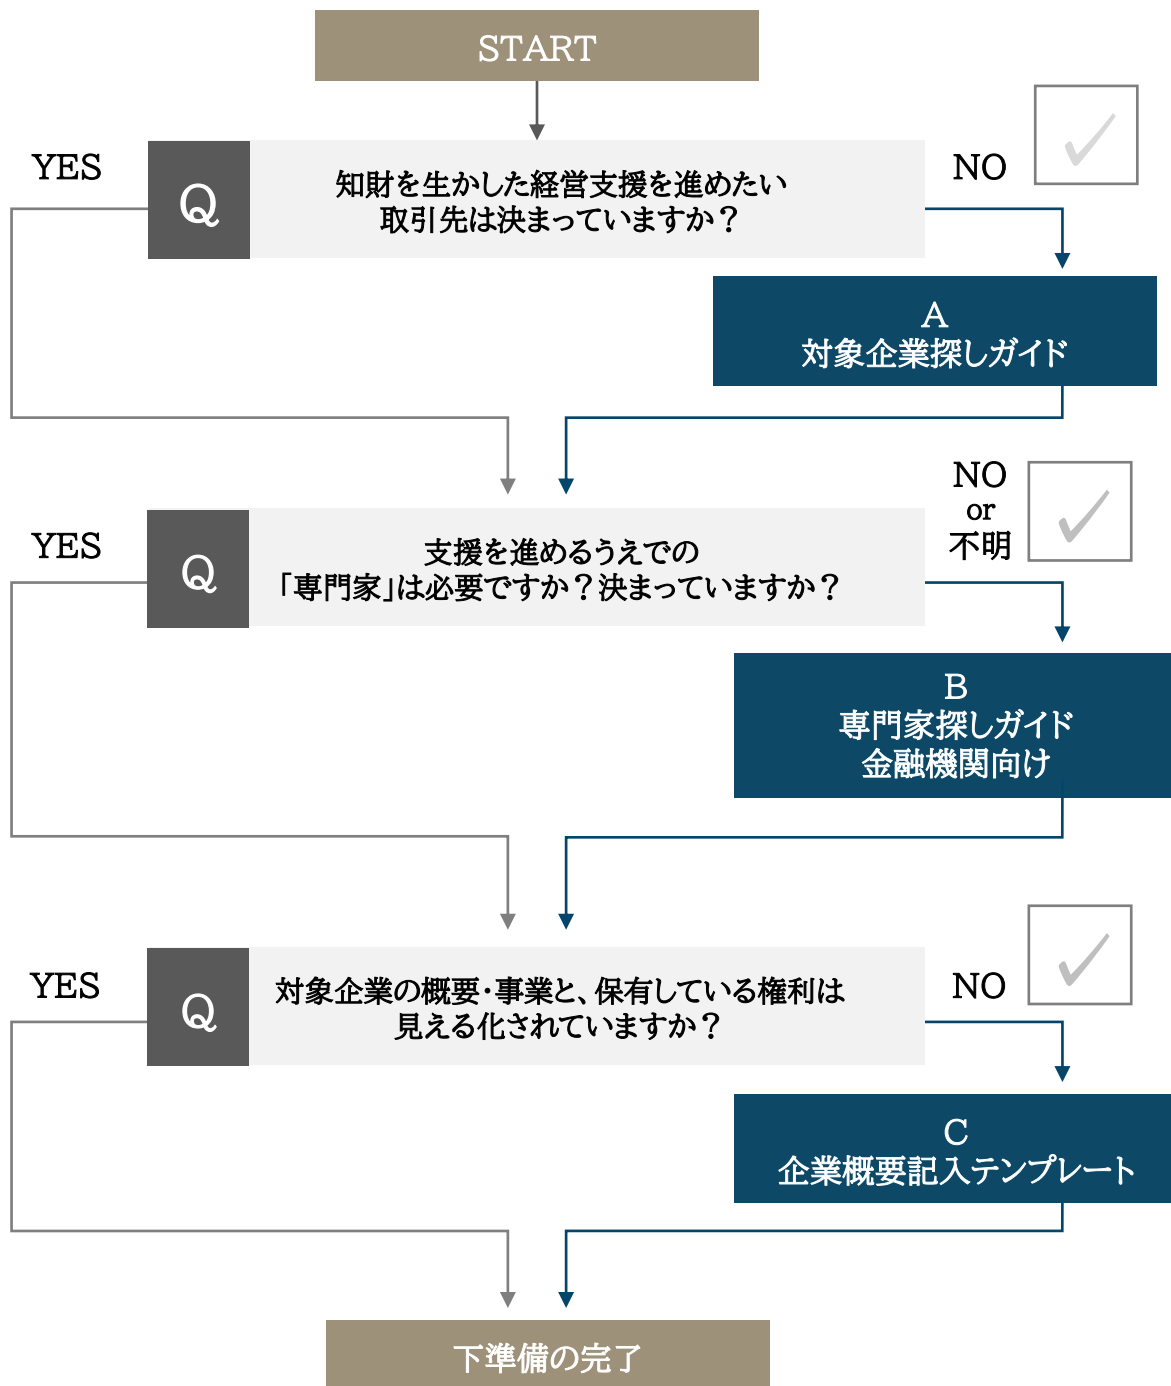 START
YES
Q
知財を生かした経営支援を進めたい
取引先は決まっていますか？
NO
✓
A
対象企業探しガイド
YES
Q
支援を進めるうえでの
「専門家」は必要ですか？決まっていますか？
NO
or
不明
✓
B
専門家探しガイド
金融機関向け
YES
Q
対象企業の概要・事業と、保有している権利は
見える化されていますか？
NO
✓
C
企業概要記入テンプレート
下準備の完了